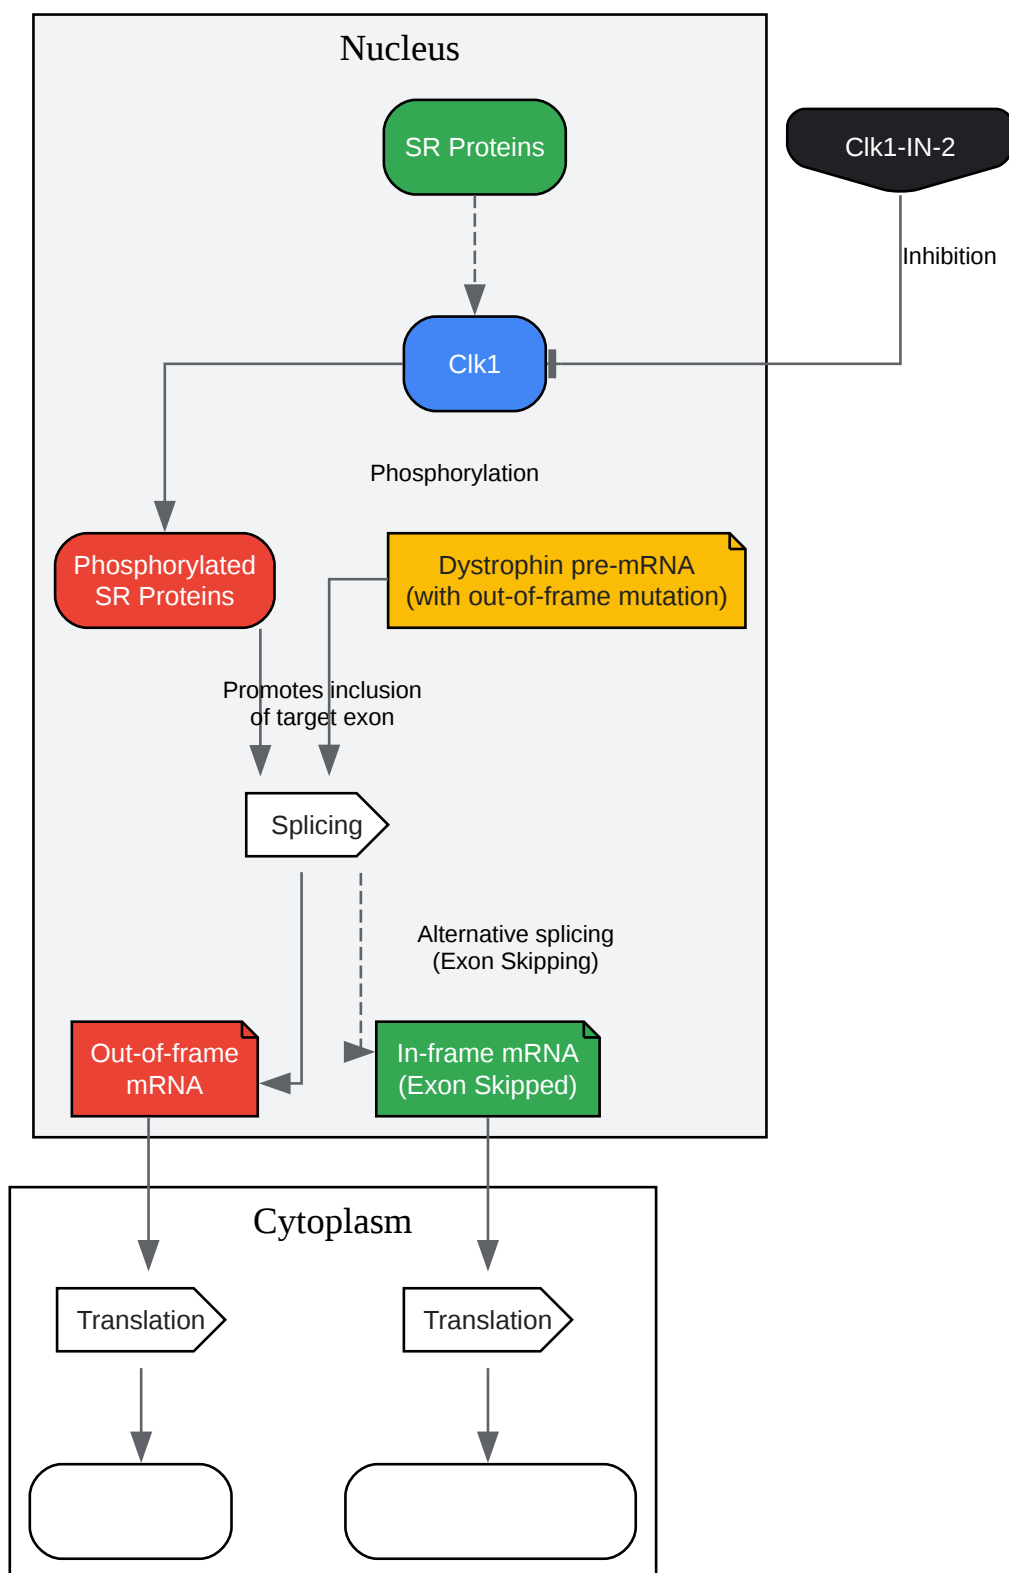 Nucleus
SR Proteins
Clk1-IN-2
Inhibition
Clk1
Phosphorylation
Phosphorylated
SR Proteins
Dystrophin pre-mRNA
(with out-of-frame mutation)
Promotes inclusion
of target exon
Splicing
Alternative splicing
(Exon Skipping)
Out-of-frame
mRNA
In-frame mRNA
(Exon Skipped)
Cytoplasm
Translation
Translation